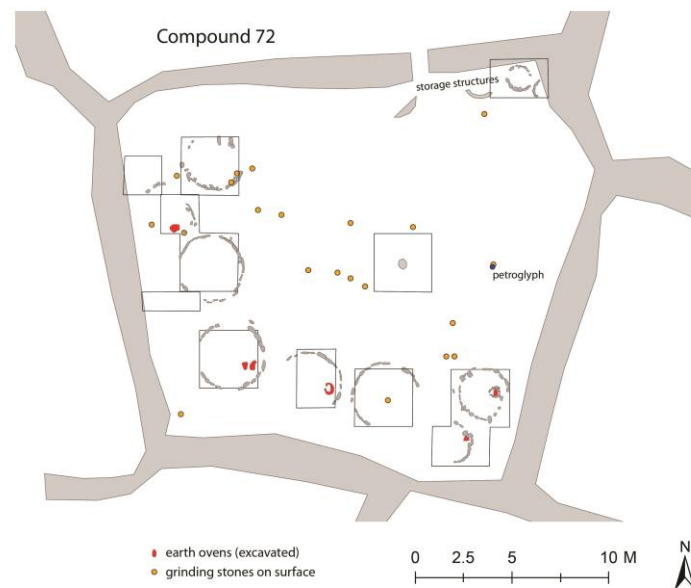 Compound 72
storage structures
petroglyph
earth ovens (excavated)
grinding stones on surface
0 2.5 5 10 M
N